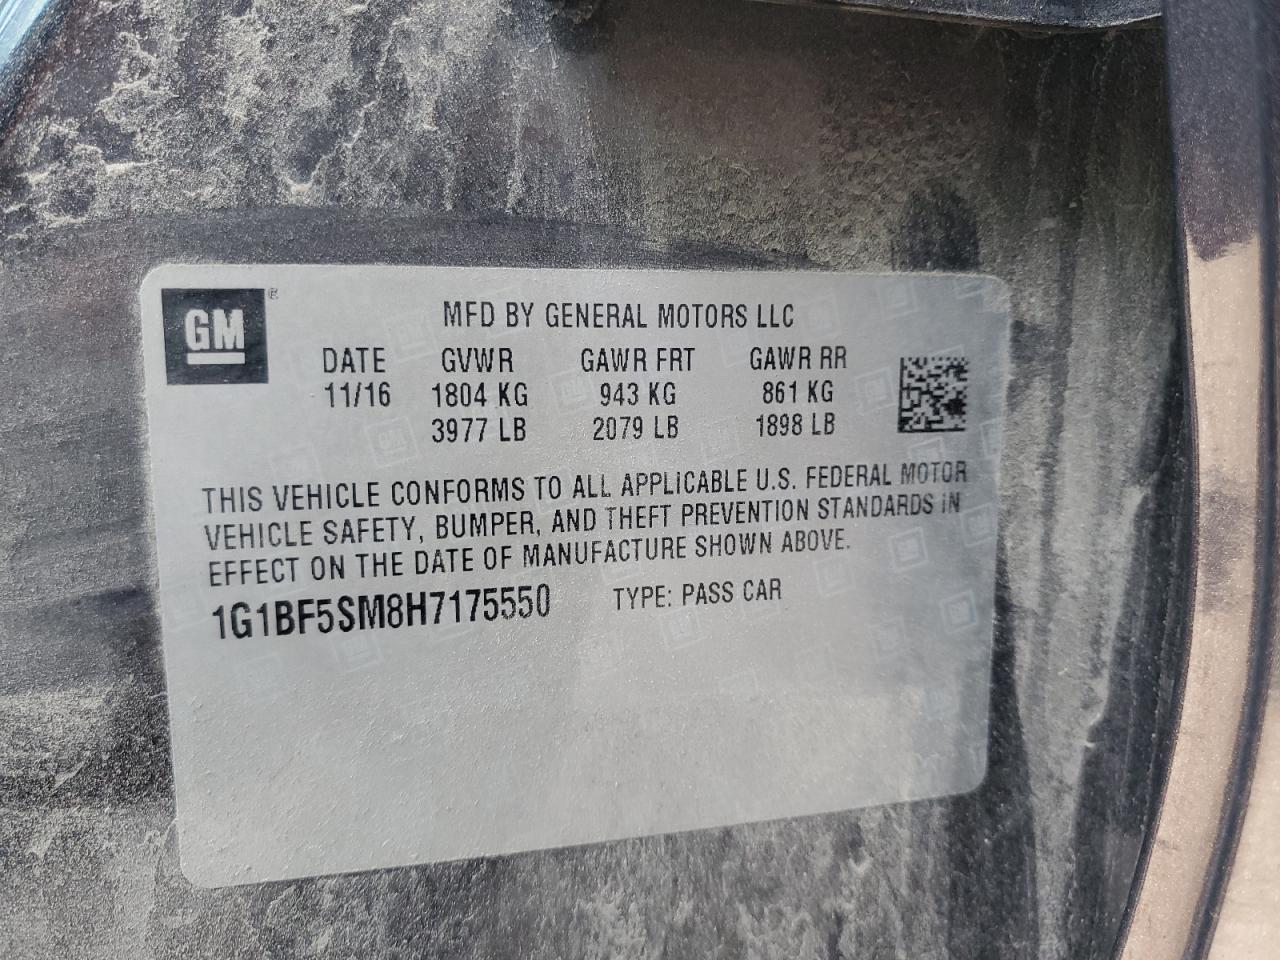 GM ®
MFD BY GENERAL MOTORS LLC
DATE GVWR GAWR FRT GAWR RR
11/16 1804 KG 943 KG 861 KG
3977 LB 2079 LB 1898 LB
THIS VEHICLE CONFORMS TO ALL APPLICABLE U.S. FEDERAL MOTOR
VEHICLE SAFETY, BUMPER, AND THEFT PREVENTION STANDARDS IN
EFFECT ON THE DATE OF MANUFACTURE SHOWN ABOVE.
1G1BF5SM8H7175550 TYPE: PASS CAR